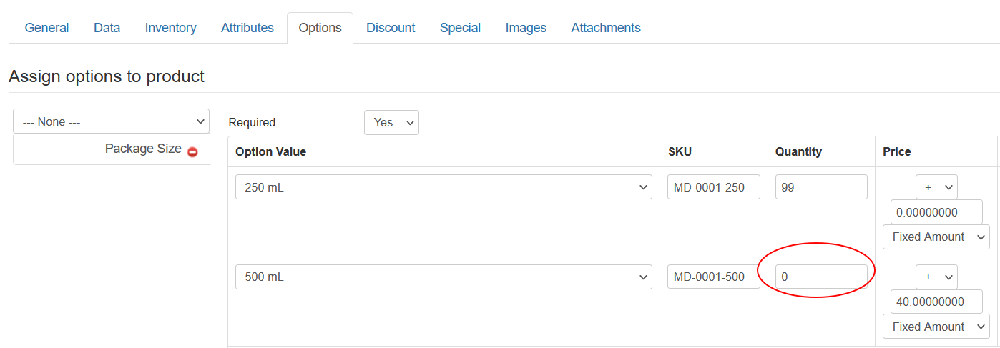 General Data Inventory Attributes Options Discount Special Images Attachments
Assign options to product
--- None ---
Package Size
Required Yes
Option Value SKU Quantity Price
250 mL MD-0001-250 99 +
0.00000000
Fixed Amount
500 mL MD-0001-500 0 +
40.00000000
Fixed Amount